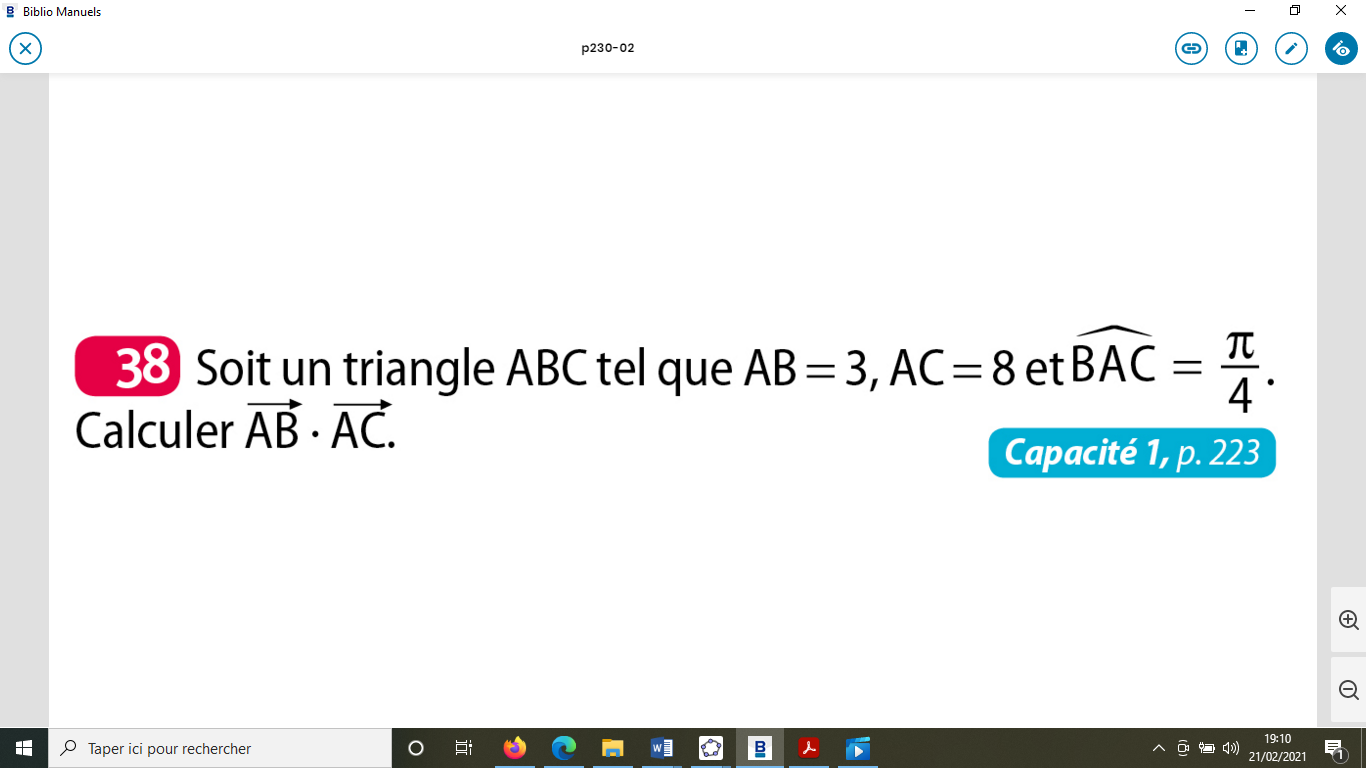 Biblio Manuels
p230-02
38 Soit un triangle ABC tel que AB = 3, AC = 8 et BAC = π/4.
Calculer AB · AC.
Capacité 1, p. 223
Taper ici pour rechercher
19:10
21/02/2021
1